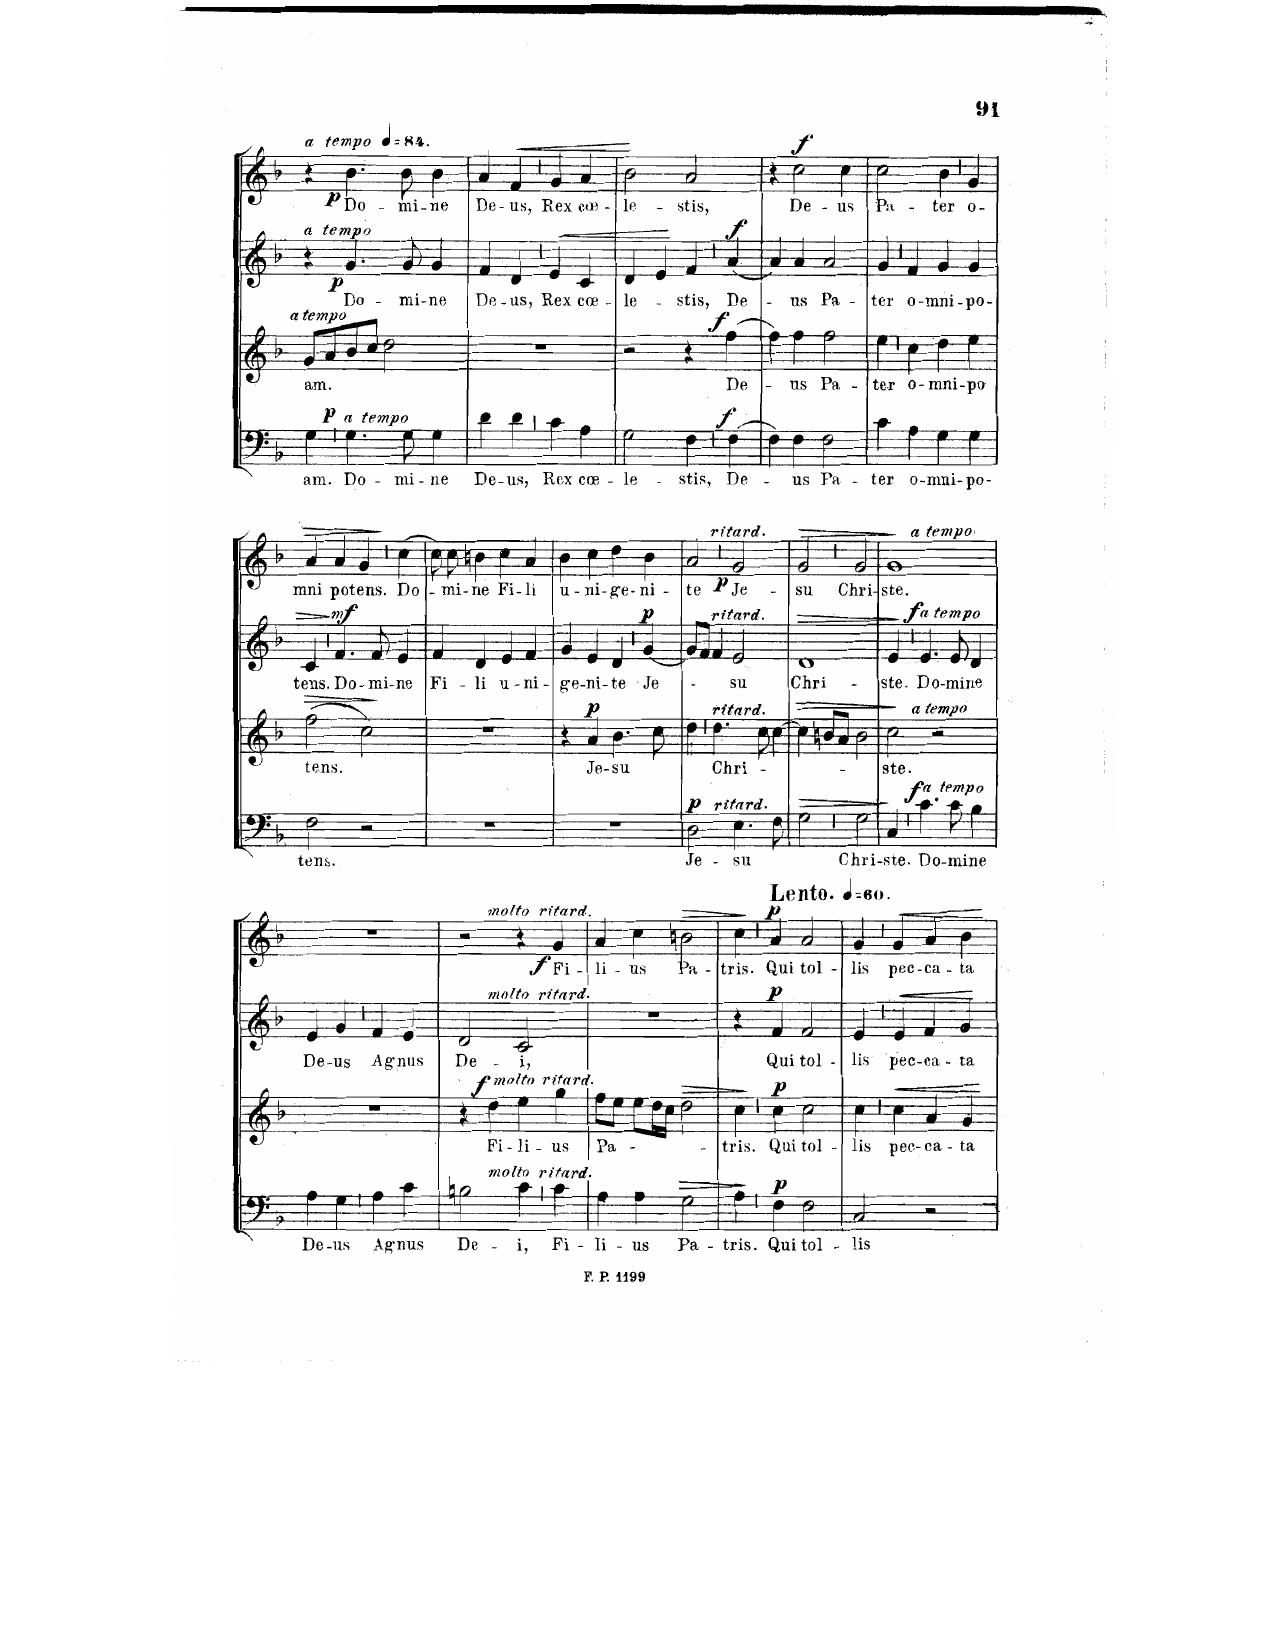 91
a tempo ♩=84.
p
f
Do - mi-ne De-us, Rex cœ-le - stis, De - us Pa - ter o-
a tempo
p
f
Do - mi-ne De-us, Rex cœ - le - stis, De - us Pa - ter o-mni-po-
a tempo
f
am. De - us Pa - ter o-mni-po
p a tempo
f
am. Do - mi-ne De-us, Rex cœ - le - stis, De - us Pa - ter o-mni-po-
ritard. a tempo
p
mni potens. Do - mi-ne Fi-li u-ni-ge-ni-te Je - su Chri-ste.
mf p ritard. f a tempo
tens. Do-mi-ne Fi - li u-ni-ge-ni-te Je - su Chri - ste. Do-mine
p ritard. a tempo
tens. Je-su Chri - - ste.
p ritard. f a tempo
tens. Je - su Chri-ste. Do-mine
Lento. ♩=60.
molto ritard. p
f
Fi-li-us Pa-tris. Qui tol-lis pec-ca-ta
molto ritard. p
De-us Agnus De - i, Qui tol-lis pec-ca-ta
f molto ritard. p
Fi-li-us Pa - - tris. Qui tol-lis pec-ca-ta
molto ritard. p
De-us Agnus De - i, Fi-li-us Pa-tris. Qui tol-lis
F. P. 1199